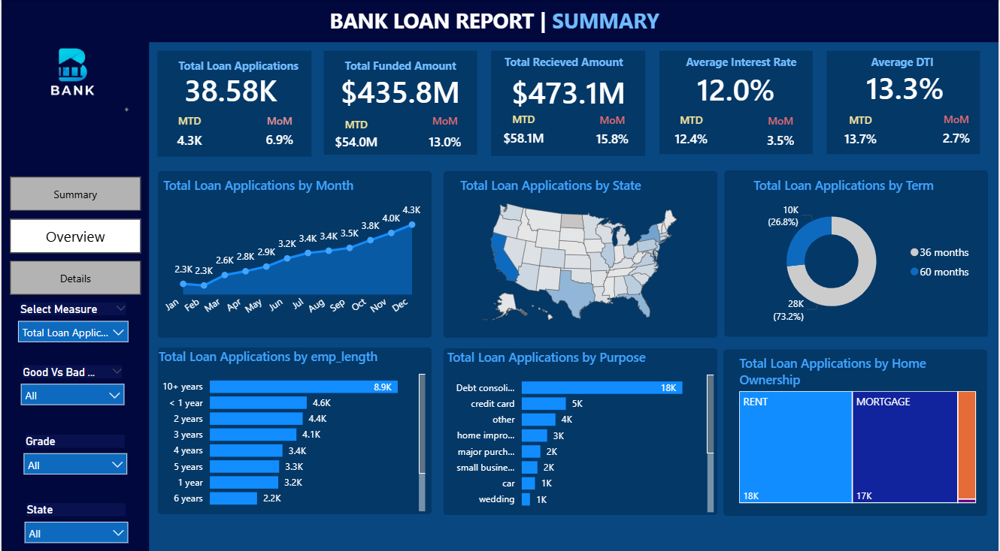 BANK LOAN REPORT | SUMMARY
BANK
Total Loan Applications
38.58K
MTD
MoM
4.3K
6.9%
Total Funded Amount
$435.8M
MTD
MoM
$54.0M
13.0%
Total Recieved Amount
$473.1M
MTD
MoM
$58.1M
15.8%
Average Interest Rate
12.0%
MTD
MoM
12.4%
3.5%
Average DTI
13.3%
MTD
MoM
13.7%
2.7%
Summary
Overview
Details
Select Measure
Total Loan Applic...
Good Vs Bad ...
All
Grade
All
State
All
Total Loan Applications by Month
2.3K
2.3K
2.6K
2.8K
2.9K
3.2K
3.4K
3.4K
3.5K
3.8K
4.0K
4.3K
Jan
Feb
Mar
Apr
May
Jun
Jul
Aug
Sep
Oct
Nov
Dec
Total Loan Applications by State
Total Loan Applications by Term
10K
(26.8%)
28K
(73.2%)
36 months
60 months
Total Loan Applications by emp_length
10+ years 8.9K
< 1 year 4.6K
2 years 4.4K
3 years 4.1K
4 years 3.4K
5 years 3.3K
1 year 3.2K
6 years 2.2K
Total Loan Applications by Purpose
Debt consoli... 18K
credit card 5K
other 4K
home impro... 3K
major purch... 2K
small busine... 2K
car 1K
wedding 1K
Total Loan Applications by Home
Ownership
RENT
18K
MORTGAGE
17K